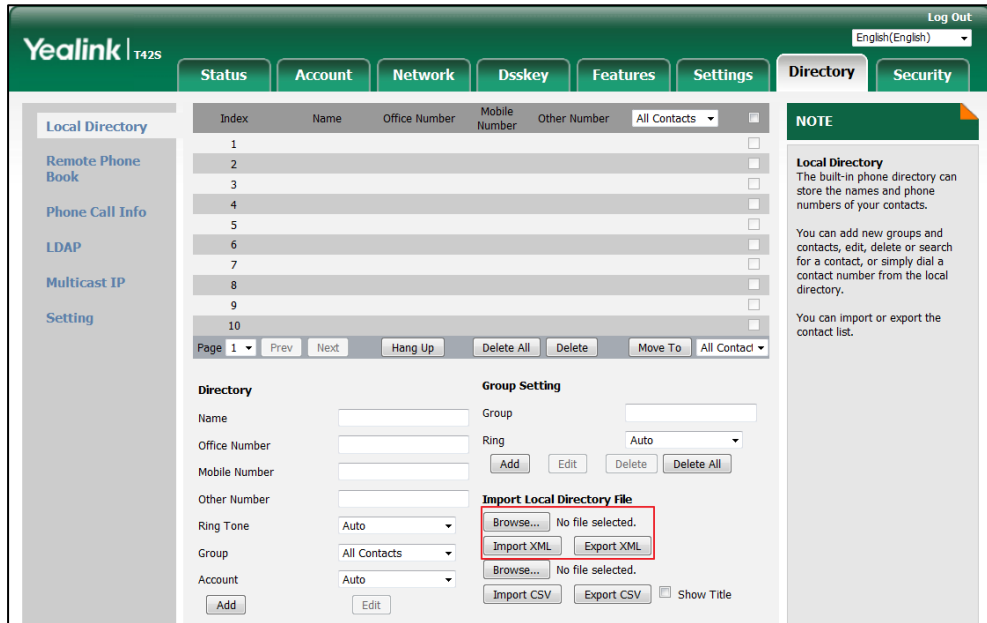 Log Out
Yealink | T42S
English(English)
Status Account Network Dsskey Features Settings Directory Security
Local Directory
Remote Phone
Book
Phone Call Info
LDAP
Multicast IP
Setting
Index Name Office Number Mobile Number Other Number All Contacts
1
2
3
4
5
6
7
8
9
10
Page 1 Prev Next Hang Up Delete All Delete Move To All Contact
Directory
Name
Office Number
Mobile Number
Other Number
Ring Tone Auto
Group All Contacts
Account Auto
Add Edit
Group Setting
Group
Ring Auto
Add Edit Delete Delete All
Import Local Directory File
Browse... No file selected.
Import XML Export XML
Browse... No file selected.
Import CSV Export CSV Show Title
NOTE
Local Directory
The built-in phone directory can
store the names and phone
numbers of your contacts.
You can add new groups and
contacts, edit, delete or search
for a contact, or simply dial a
contact number from the local
directory.
You can import or export the
contact list.